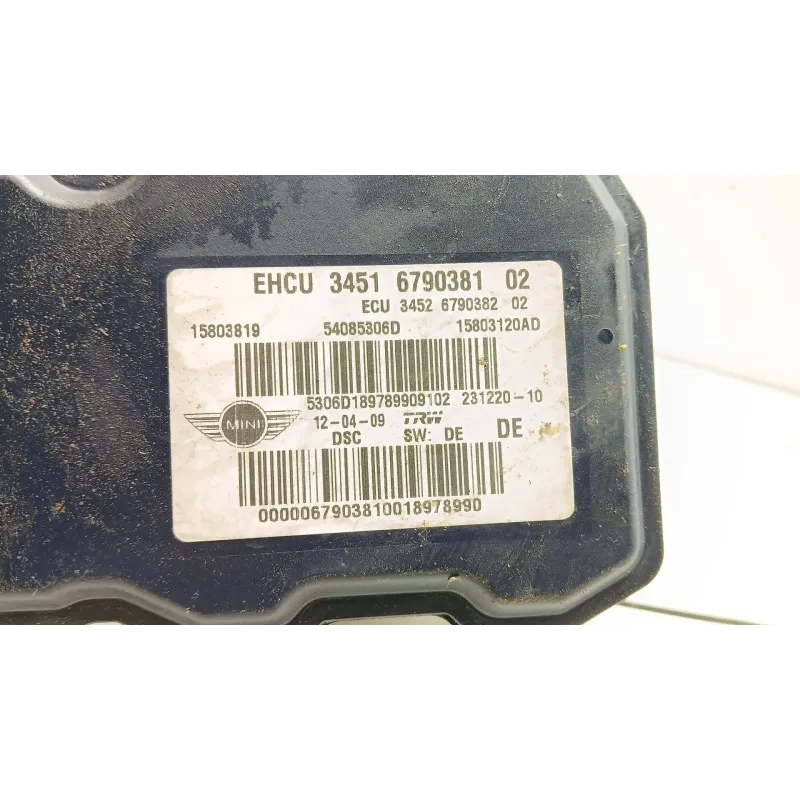 EHCU 3451 6790381 02
ECU 3452 6790382 02
15803819 54085306D 15803120AD
5306D189789909102 231220-10
MINI 12-04-09 TRW
DSC SW: DE DE
0000067903810018978990